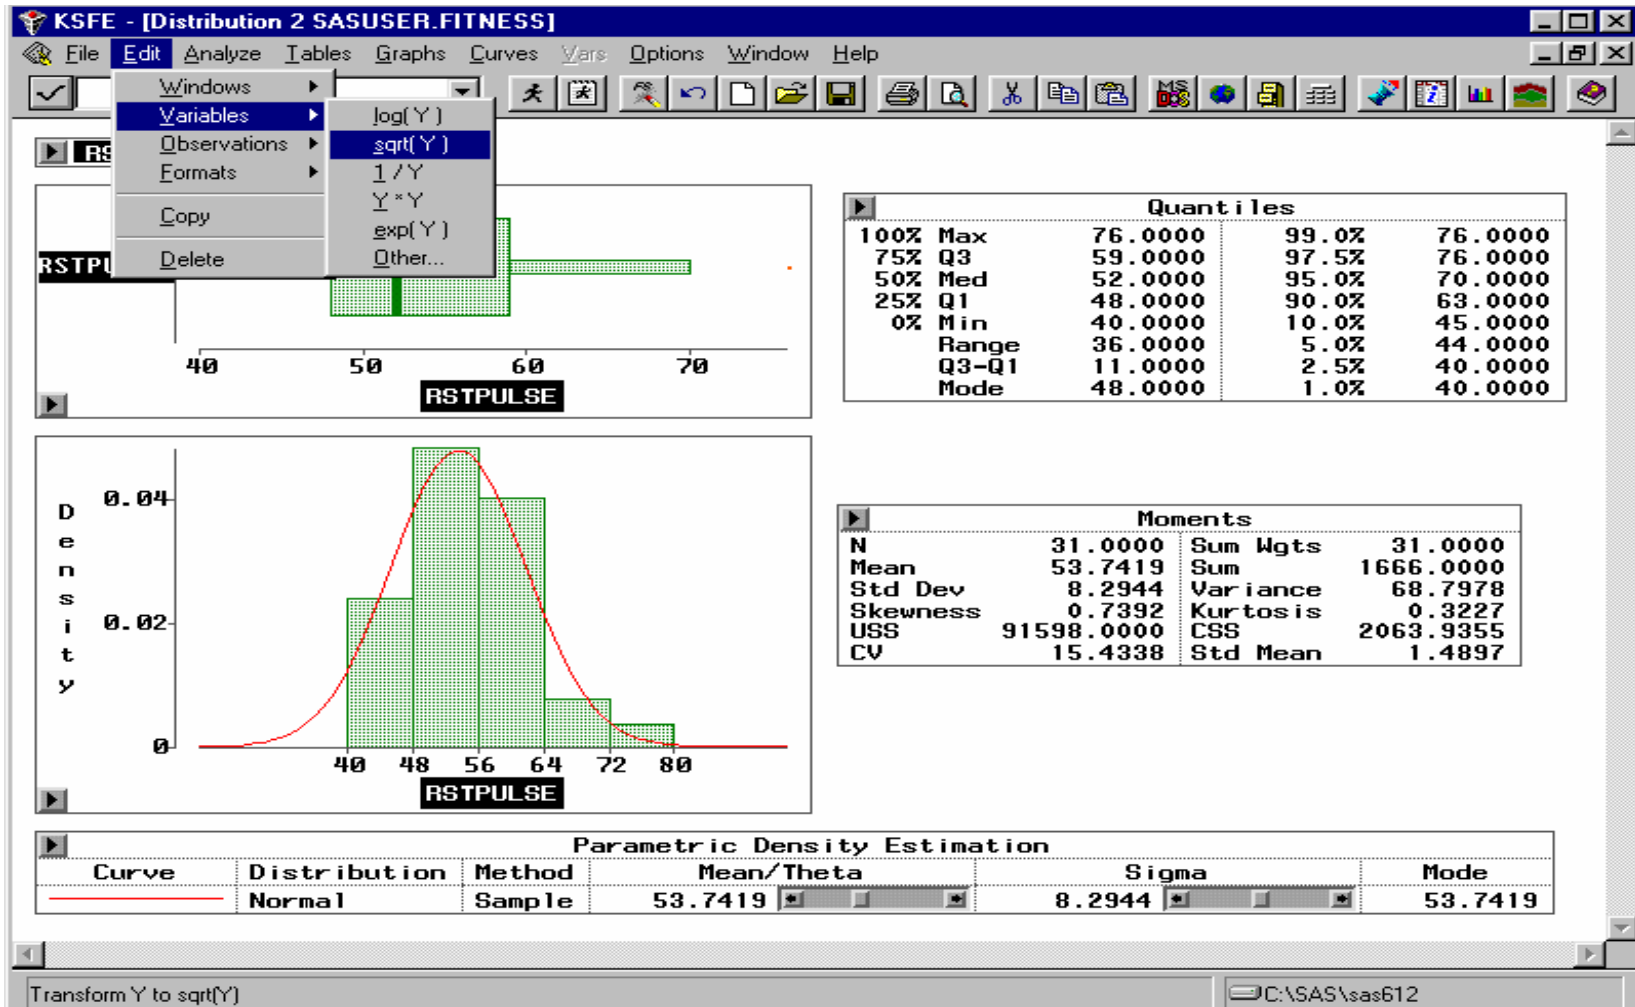 KSFE - [Distribution 2 SASUSER.FITNESS]
File Edit Analyze Tables Graphs Curves Vars Options Window Help
Windows
Variables
Observations
Formats
Copy
Delete
log( Y )
sqrt( Y )
1 / Y
Y * Y
exp( Y )
Other...
MS
DOS
40 50 60 70
RSTPULSE
Quantiles
100% Max 76.0000 99.0% 76.0000
75% Q3 59.0000 97.5% 76.0000
50% Med 52.0000 95.0% 70.0000
25% Q1 48.0000 90.0% 63.0000
0% Min 40.0000 10.0% 45.0000
Range 36.0000 5.0% 44.0000
Q3-Q1 11.0000 2.5% 40.0000
Mode 48.0000 1.0% 40.0000
Density
0.04
0.02
0
40 48 56 64 72 80
RSTPULSE
Moments
N 31.0000 Sum Wgts 31.0000
Mean 53.7419 Sum 1666.0000
Std Dev 8.2944 Variance 68.7978
Skewness 0.7392 Kurtosis 0.3227
USS 91598.0000 CSS 2063.9355
CV 15.4338 Std Mean 1.4897
Parametric Density Estimation
Curve Distribution Method Mean/Theta Sigma Mode
Normal Sample 53.7419 8.2944 53.7419
Transform Y to sqrt(Y)
C:\SAS\sas612